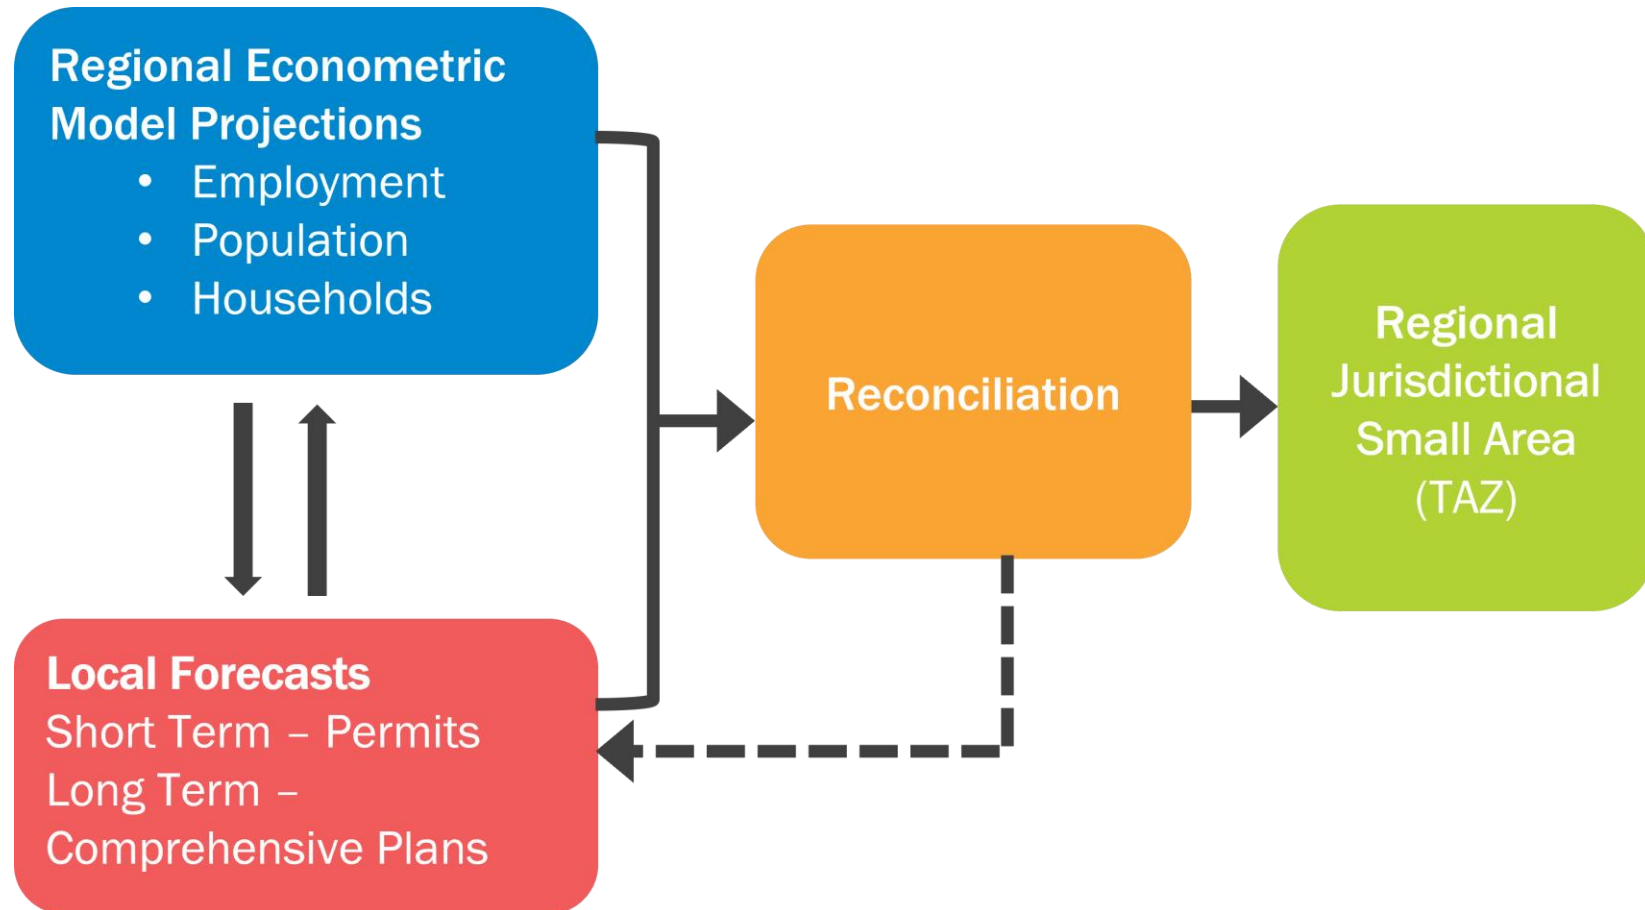 Regional Econometric
Model Projections
• Employment
• Population
• Households
Reconciliation
Regional
Jurisdictional
Small Area
(TAZ)
Local Forecasts
Short Term – Permits
Long Term –
Comprehensive Plans